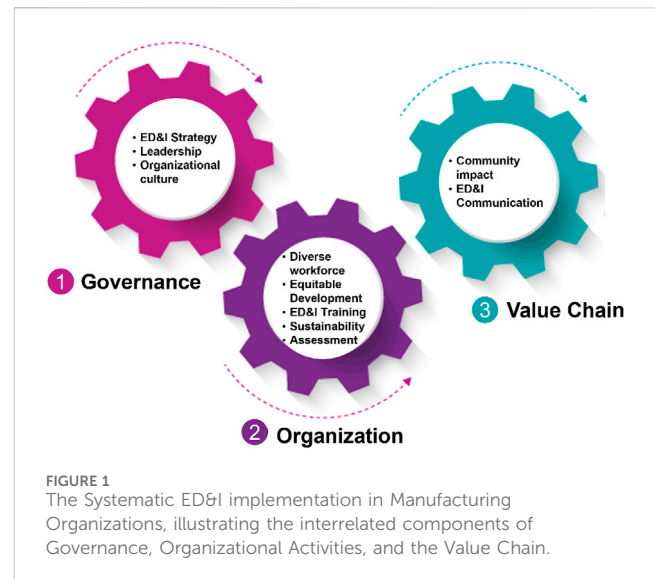 • ED&I Strategy
• Leadership
• Organizational
culture
1 Governance
• Diverse
workforce
• Equitable
Development
• ED&I Training
• Sustainability
• Assessment
2 Organization
• Community
impact
• ED&I
Communication
3 Value Chain
FIGURE 1
The Systematic ED&I implementation in Manufacturing
Organizations, illustrating the interrelated components of
Governance, Organizational Activities, and the Value Chain.